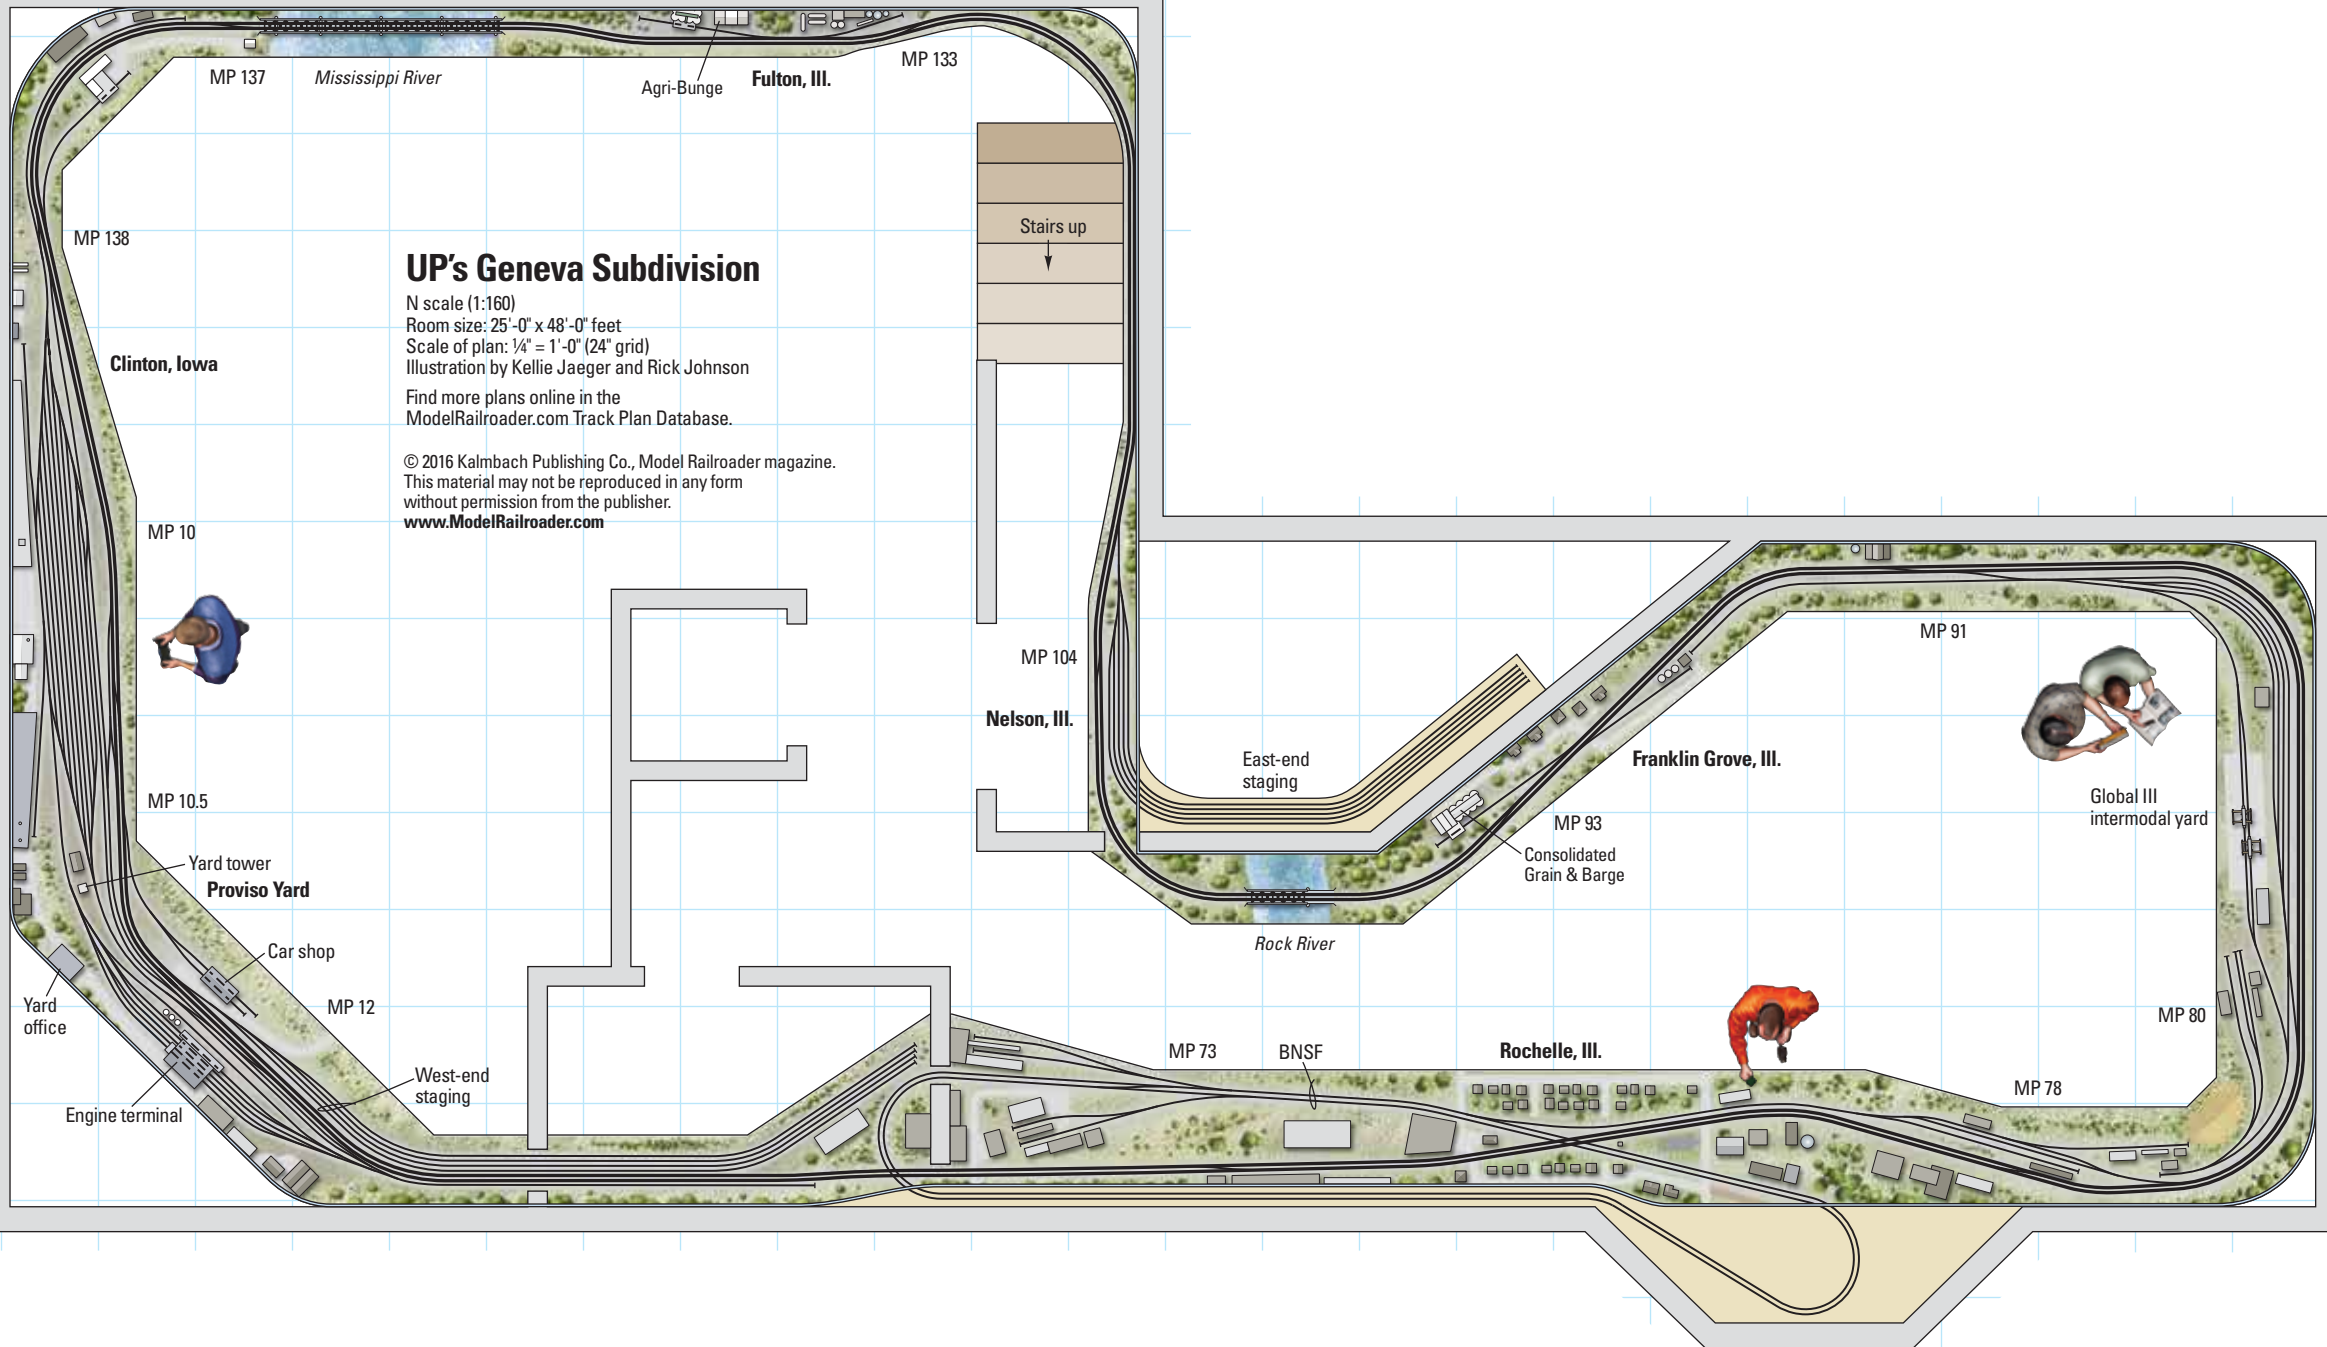 MP 137
Mississippi River
Agri-Bunge
Fulton, Ill.
MP 133
Stairs up
MP 138
UP's Geneva Subdivision
N scale (1:160)
Room size: 25'-0" x 48'-0" feet
Scale of plan: ¼" = 1'-0" (24" grid)
Illustration by Kellie Jaeger and Rick Johnson
Find more plans online in the
ModelRailroader.com Track Plan Database.
© 2016 Kalmbach Publishing Co., Model Railroader magazine.
This material may not be reproduced in any form
without permission from the publisher.
www.ModelRailroader.com
Clinton, Iowa
MP 10
MP 104
Nelson, Ill.
MP 91
East-end
staging
Franklin Grove, Ill.
Global III
intermodal yard
MP 10.5
MP 93
Consolidated
Grain & Barge
Yard tower
Proviso Yard
Car shop
Rock River
Yard
office
MP 12
MP 80
West-end
staging
Engine terminal
MP 73
BNSF
Rochelle, Ill.
MP 78